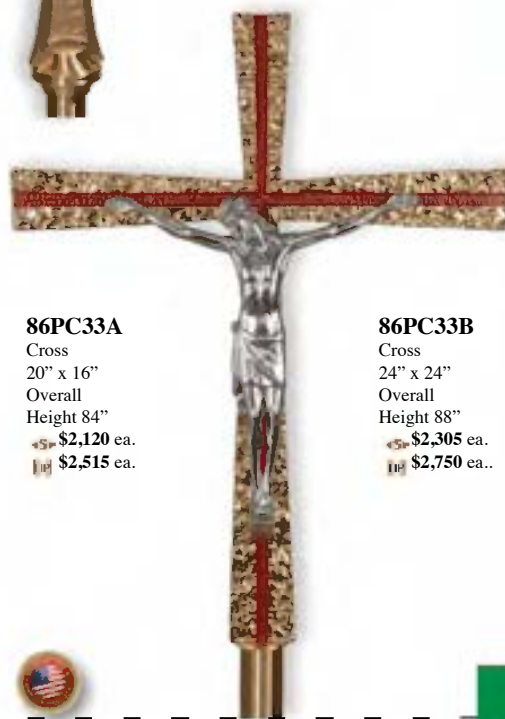 86PC33A
Cross
20” x 16”
Overall
Height 84”
$2,120 ea.
$2,515 ea.
86PC33B
Cross
24” x 24”
Overall
Height 88”
$2,305 ea.
$2,750 ea..